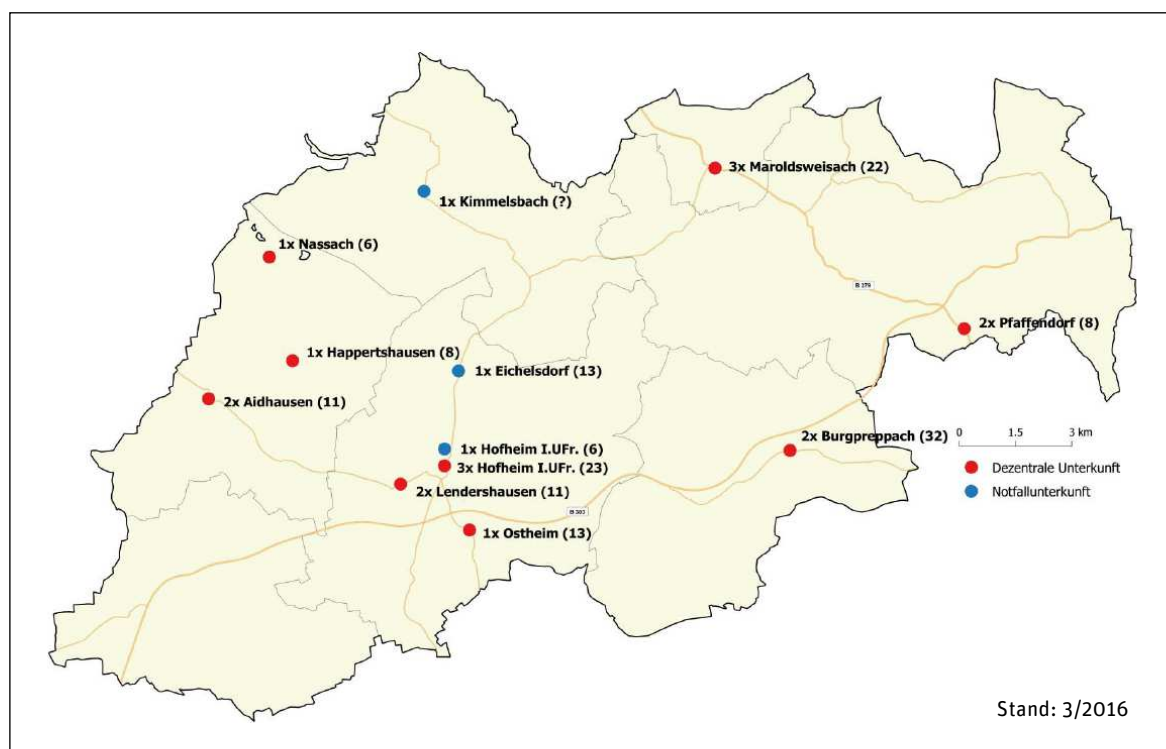 3x Maroldsweisach (22)
1x Kimmelsbach (?)
1x Nassach (6)
B 279
2x Pfaffendorf (8)
1x Happertshausen (8)
1x Eichelsdorf (13)
2x Aidhausen (11)
2x Burgpreppach (32)
0 1.5 3 km
1x Hofheim I.UFr. (6)
3x Hofheim I.UFr. (23)
Dezentrale Unterkunft
2x Lendershausen (11)
Notfallunterkunft
B 303
1x Ostheim (13)
Stand: 3/2016